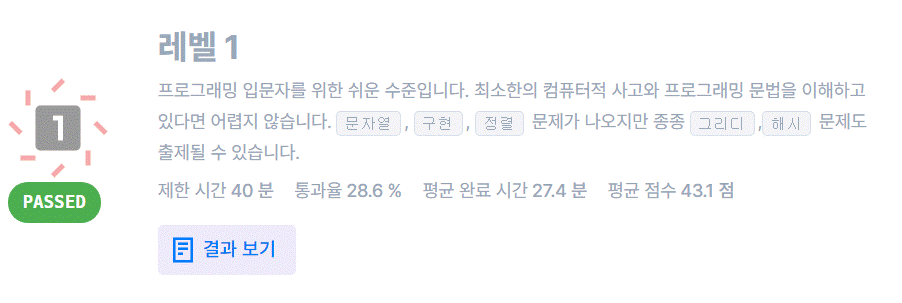 레벨 1
프로그래밍 입문자를 위한 쉬운 수준입니다. 최소한의 컴퓨터적 사고와 프로그래밍 문법을 이해하고
있다면 어렵지 않습니다. 문자열 , 구현 , 정렬 문제가 나오지만 종종 그리디 , 해시 문제도
출제될 수 있습니다.
1
PASSED
제한 시간 40 분 통과율 28.6 % 평균 완료 시간 27.4 분 평균 점수 43.1 점
결과 보기